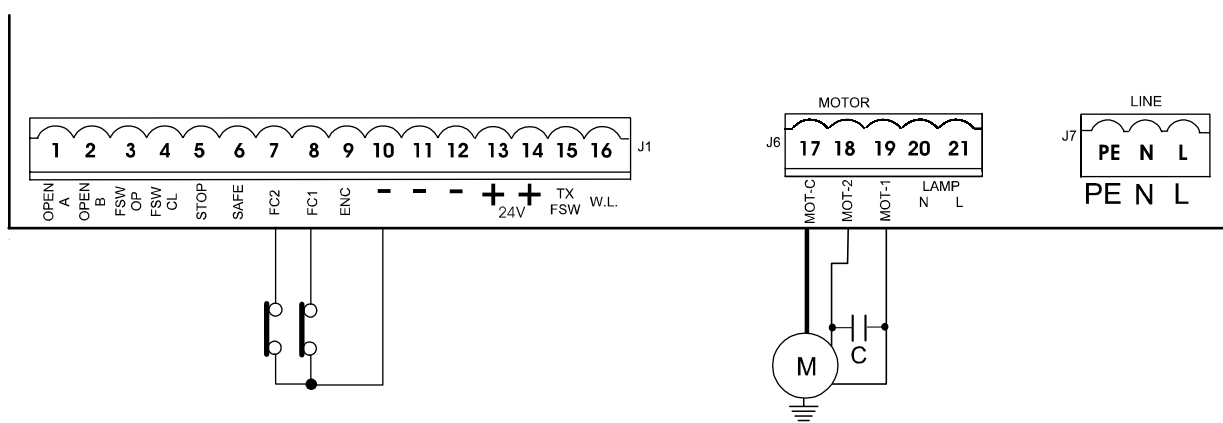 MOTOR
LINE
1 2 3 4 5 6 7 8 9 10 11 12 13 14 15 16
J1
J6
17 18 19 20 21
J7
PE N L
OPEN A
OPEN B
FSW OP
FSW CL
STOP
SAFE
FC2
FC1
ENC
- - - + +
24V
TX
FSW
W.L.
MOT-C
MOT-2
MOT-1
LAMP
N L
PE N L
C
M